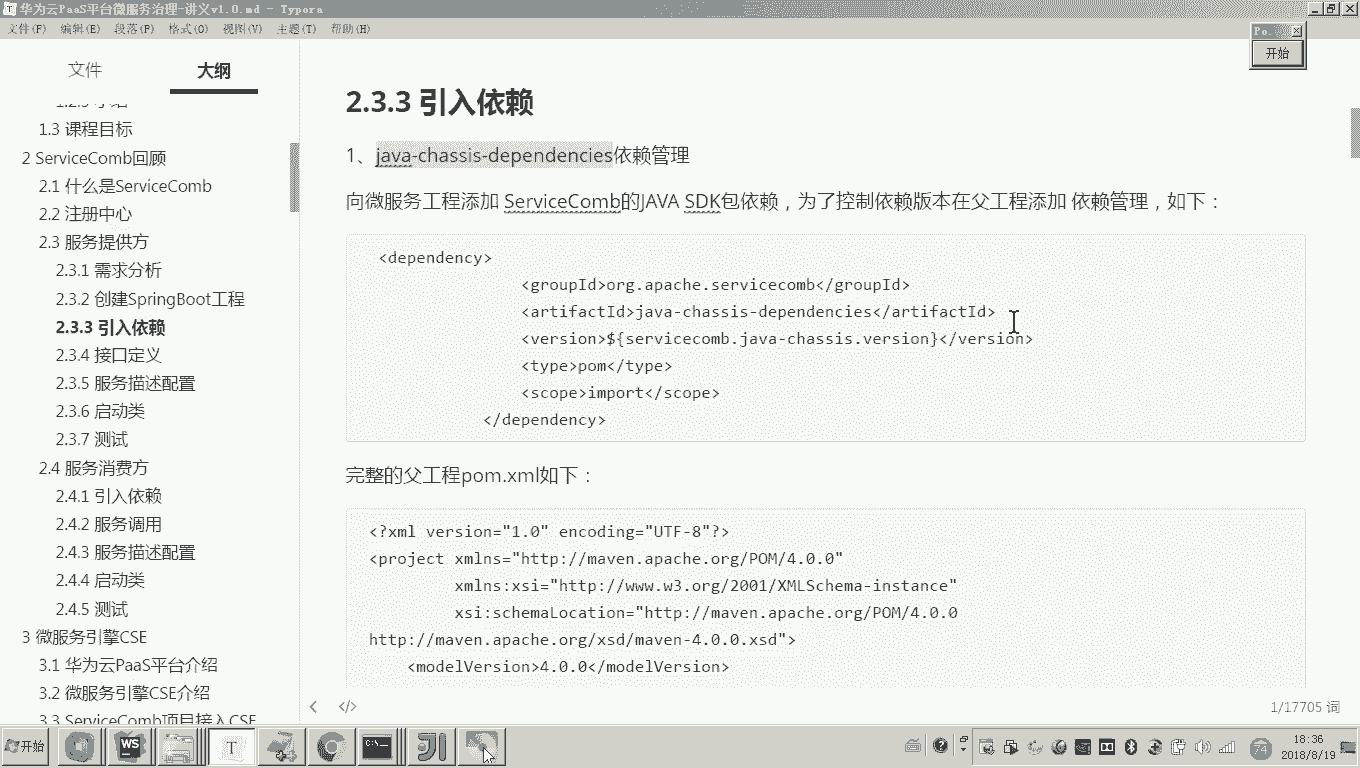 华为云PaaS平台微服务治理-讲义v1.0.md - Typora
文件(F) 编辑(E) 段落(P) 格式(O) 视图(V) 主题(T) 帮助(H)
Po.
开始
文件 大纲
1.3 课程目标
2 ServiceComb回顾
2.1 什么是ServiceComb
2.2 注册中心
2.3 服务提供方
2.3.1 需求分析
2.3.2 创建SpringBoot工程
2.3.3 引入依赖
2.3.4 接口定义
2.3.5 服务描述配置
2.3.6 启动类
2.3.7 测试
2.4 服务消费方
2.4.1 引入依赖
2.4.2 服务调用
2.4.3 服务描述配置
2.4.4 启动类
2.4.5 测试
3 微服务引擎CSE
3.1 华为云PaaS平台介绍
3.2 微服务引擎CSE介绍
3.3 ServiceComb项目接入CSE
2.3.3 引入依赖
1、java-chassis-dependencies依赖管理
向微服务工程添加 ServiceComb的JAVA SDK包依赖，为了控制依赖版本在父工程添加 依赖管理，如下：
<dependency>
<groupId>org.apache.servicecomb</groupId>
<artifactId>java-chassis-dependencies</artifactId>
<version>${servicecomb.java-chassis.version}</version>
<type>pom</type>
<scope>import</scope>
</dependency>
完整的父工程pom.xml如下：
<?xml version="1.0" encoding="UTF-8"?>
<project xmlns="http://maven.apache.org/POM/4.0.0"
xmlns:xsi="http://www.w3.org/2001/XMLSchema-instance"
xsi:schemaLocation="http://maven.apache.org/POM/4.0.0
http://maven.apache.org/xsd/maven-4.0.0.xsd">
<modelVersion>4.0.0</modelVersion>
1/17705 词
开始
WS
T
74
18:36
2018/8/19